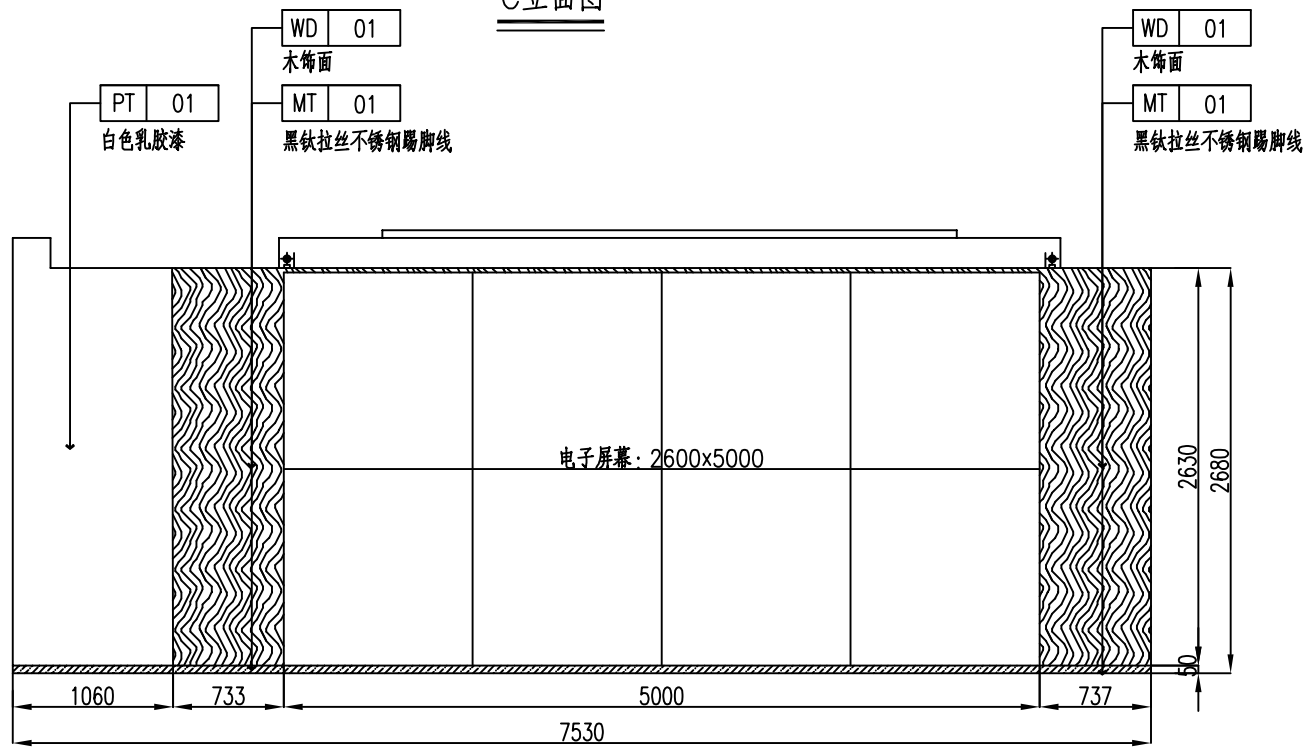 C立面图
WD 01
木饰面
WD 01
木饰面
PT 01
白色乳胶漆
MT 01
黑钛拉丝不锈钢踢脚线
MT 01
黑钛拉丝不锈钢踢脚线
电子屏幕: 2600x5000
2630
2680
50
1060
733
5000
737
7530